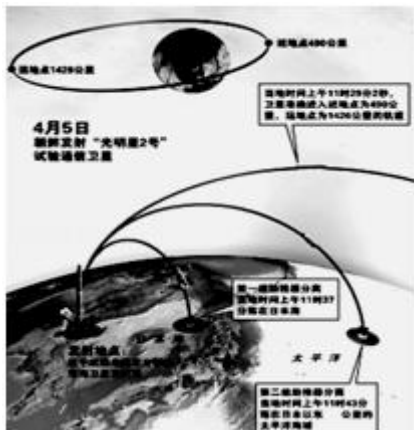 远地点1426公里
近地点490公里
当地时间上午11时29分2秒,
卫星准确进入近地点为490公
里、远地点为1426公里的轨道
4月5日
朝鲜发射“光明星2号”
试验通信卫星
第一级助推器分离
当地时间上午11时37
分落在日本海
日本海
发射地点:
太平洋
第二级助推器分离
当地时间上午11时43分
落在日本以东 公里的
太平洋海域